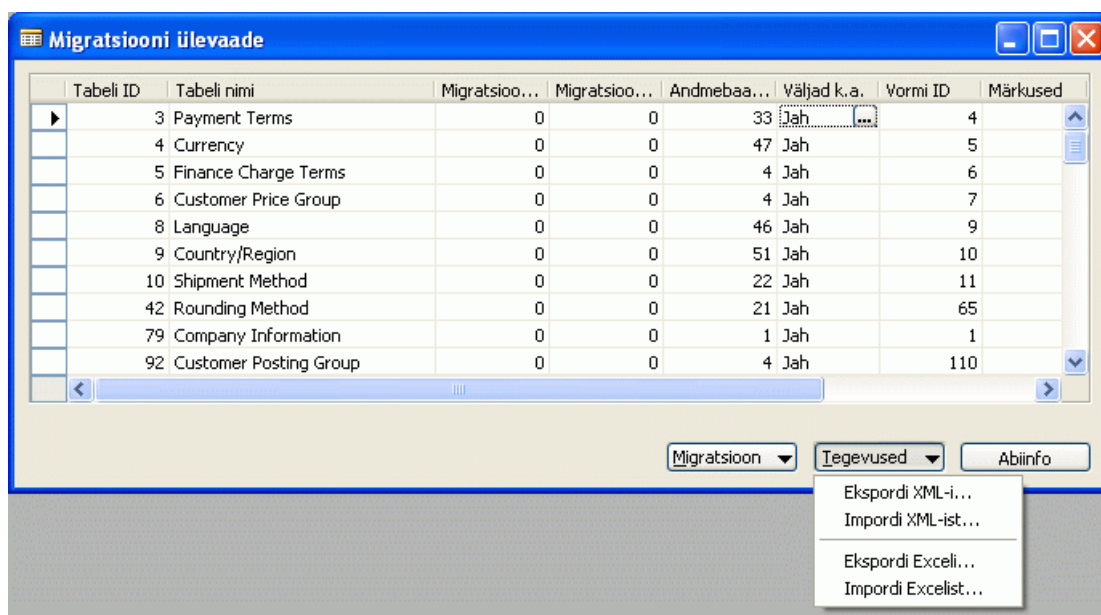 Migratsiooni ülevaade
Tabeli ID Tabeli nimi Migratsioo... Migratsioo... Andmebaa... Väljad k.a. Vormi ID Märkused
3 Payment Terms 0 0 33 Jah ... 4
4 Currency 0 0 47 Jah 5
5 Finance Charge Terms 0 0 4 Jah 6
6 Customer Price Group 0 0 4 Jah 7
8 Language 0 0 46 Jah 9
9 Country/Region 0 0 51 Jah 10
10 Shipment Method 0 0 22 Jah 11
42 Rounding Method 0 0 21 Jah 65
79 Company Information 0 0 1 Jah 1
92 Customer Posting Group 0 0 4 Jah 110
Migratsioon Tegevused Abiinfo
Ekspordi XML-i...
Impordi XML-ist...
Ekspordi Exceli...
Impordi Excelist...